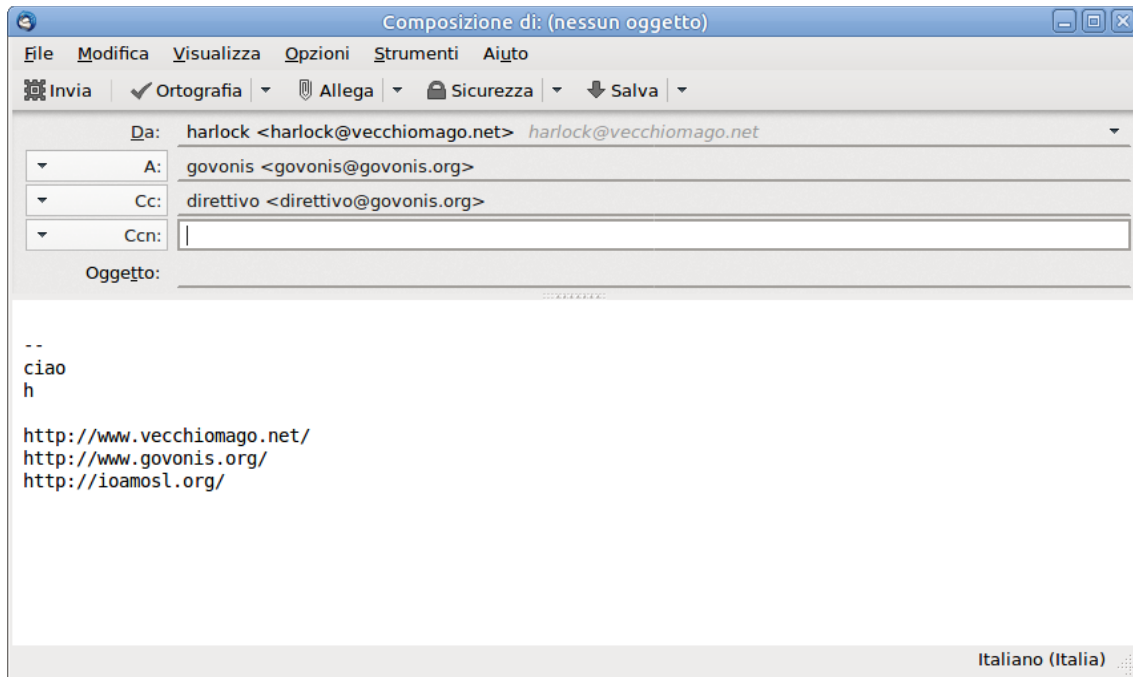 Composizione di: (nessun oggetto)
File Modifica Visualizza Opzioni Strumenti Aiuto
Invia Ortografia Allega Sicurezza Salva
Da: harlock <harlock@vecchiomago.net> harlock@vecchiomago.net
A: govonis <govonis@govonis.org>
Cc: direttivo <direttivo@govonis.org>
Ccn:
Oggetto:
--
ciao
h
http://www.vecchiomago.net/
http://www.govonis.org/
http://ioamosl.org/
Italiano (Italia)